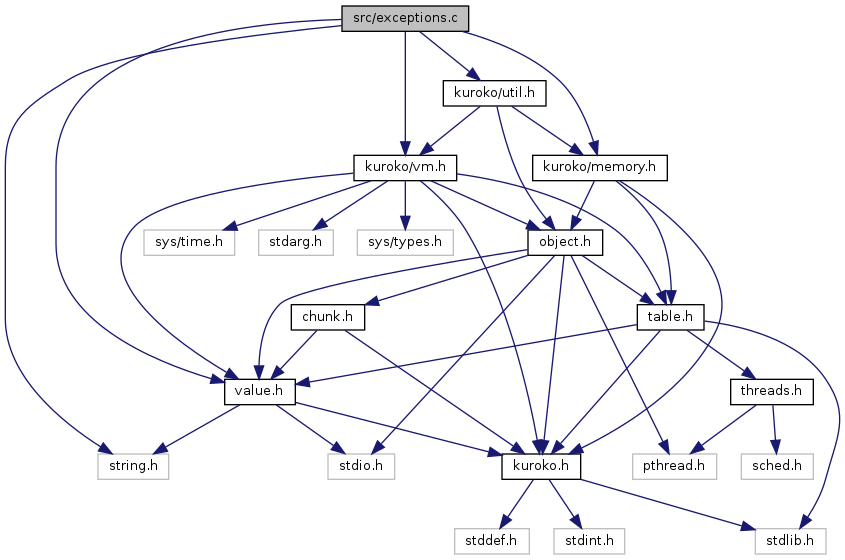 src/exceptions.c
kuroko/util.h
kuroko/vm.h
kuroko/memory.h
sys/time.h
stdarg.h
sys/types.h
object.h
chunk.h
table.h
value.h
threads.h
string.h
stdio.h
kuroko.h
pthread.h
sched.h
stddef.h
stdint.h
stdlib.h